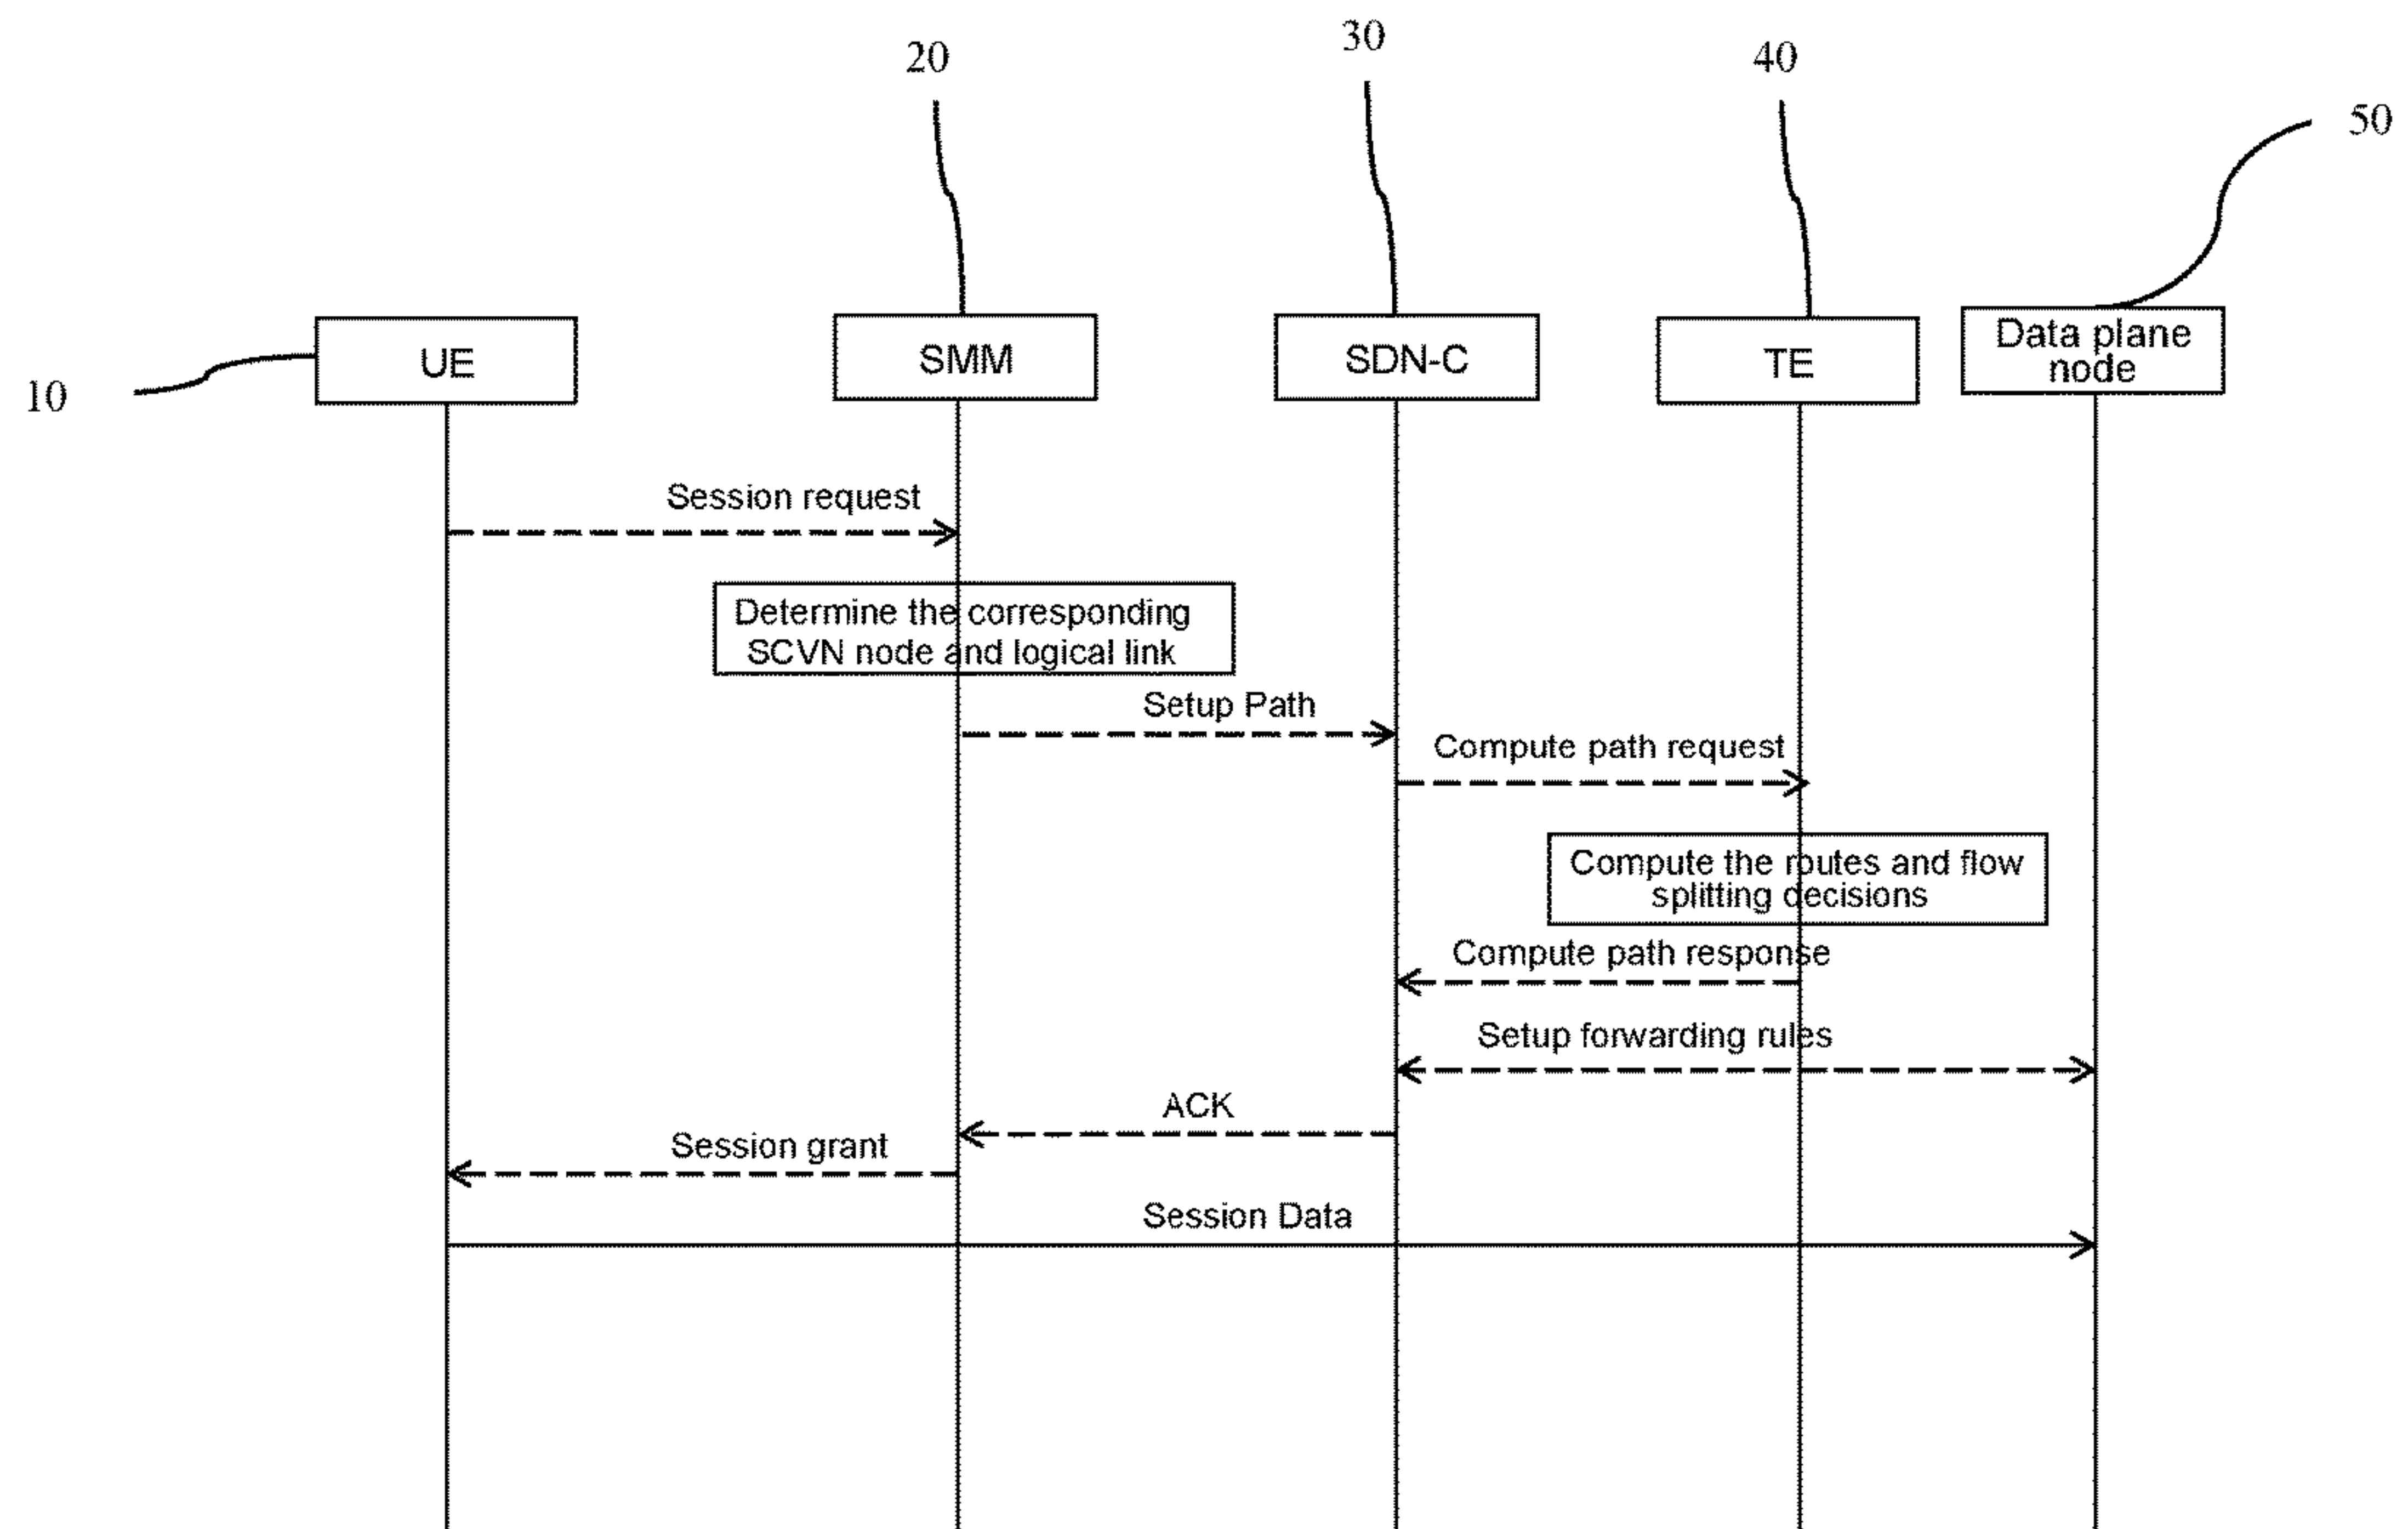 30
20
40
50
10
UE
SMM
SDN-C
TE
Data plane
node
Session request
Determine the corresponding
SCVN node and logical link
Setup Path
Compute path request
Compute the routes and flow
splitting decisions
Compute path response
Setup forwarding rules
ACK
Session grant
Session Data